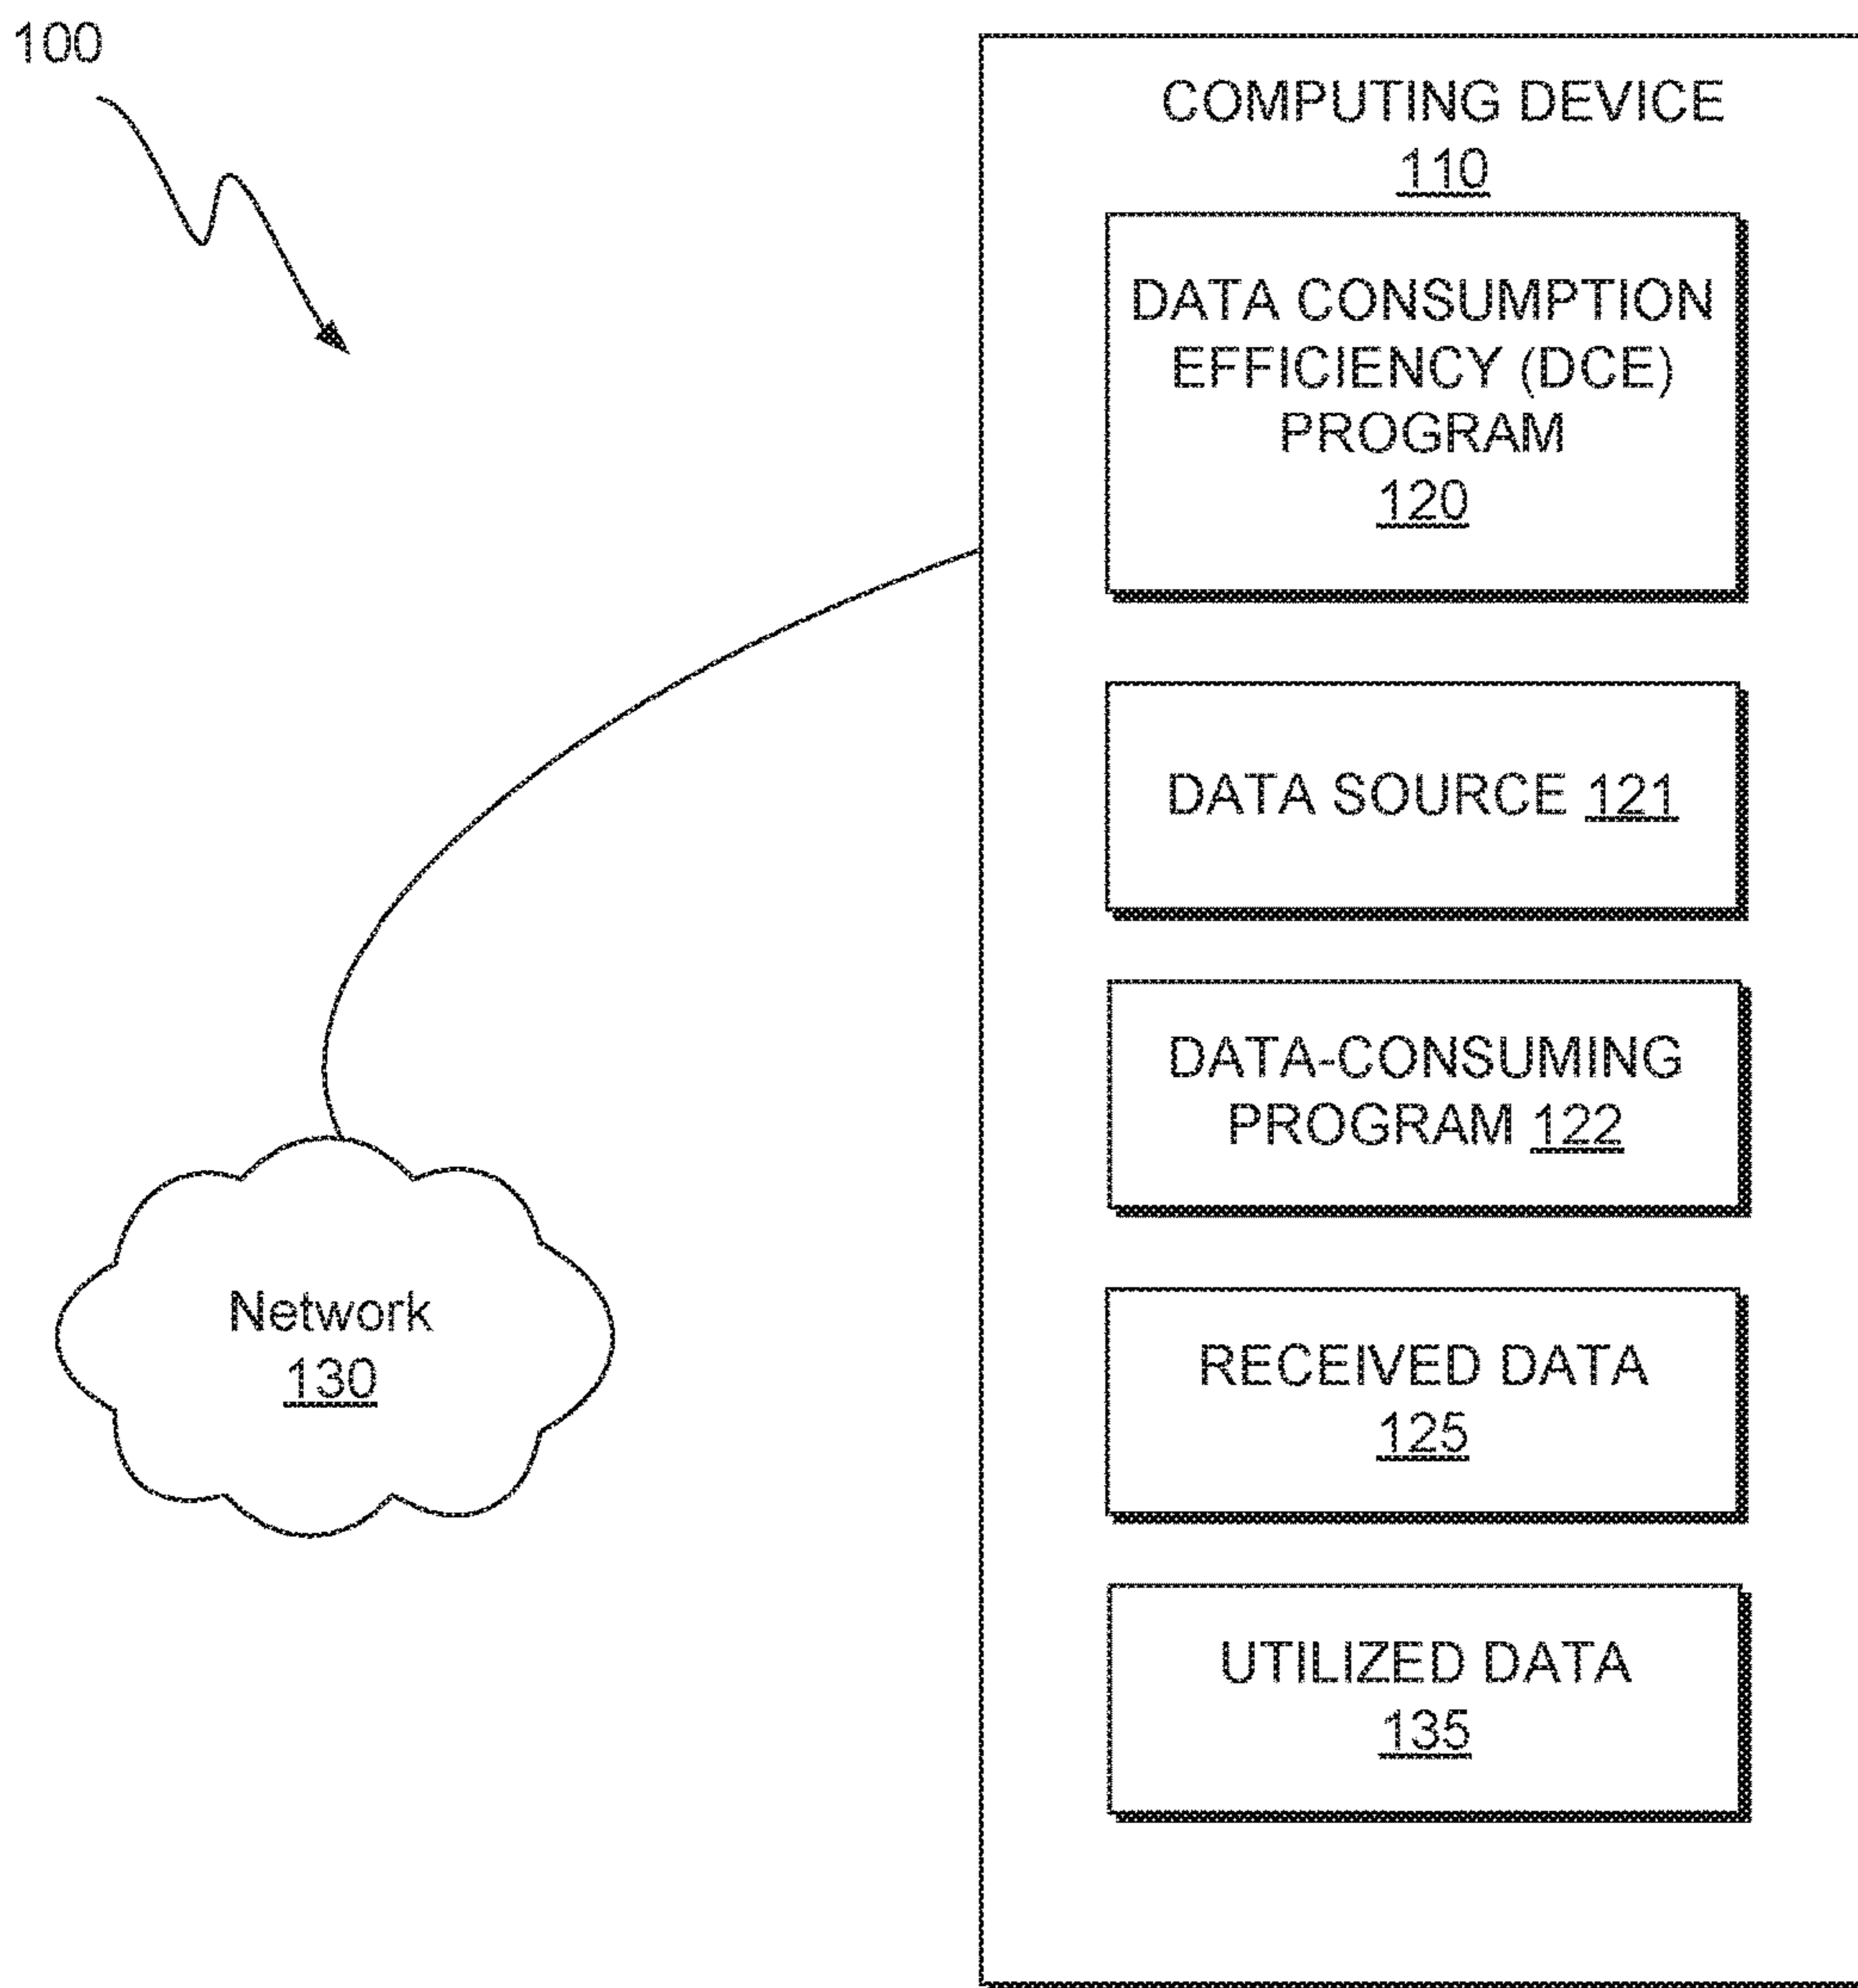 100
COMPUTING DEVICE
110
DATA CONSUMPTION
EFFICIENCY (DCE)
PROGRAM
120
DATA SOURCE 121
DATA-CONSUMING
PROGRAM 122
Network
130
RECEIVED DATA
125
UTILIZED DATA
135